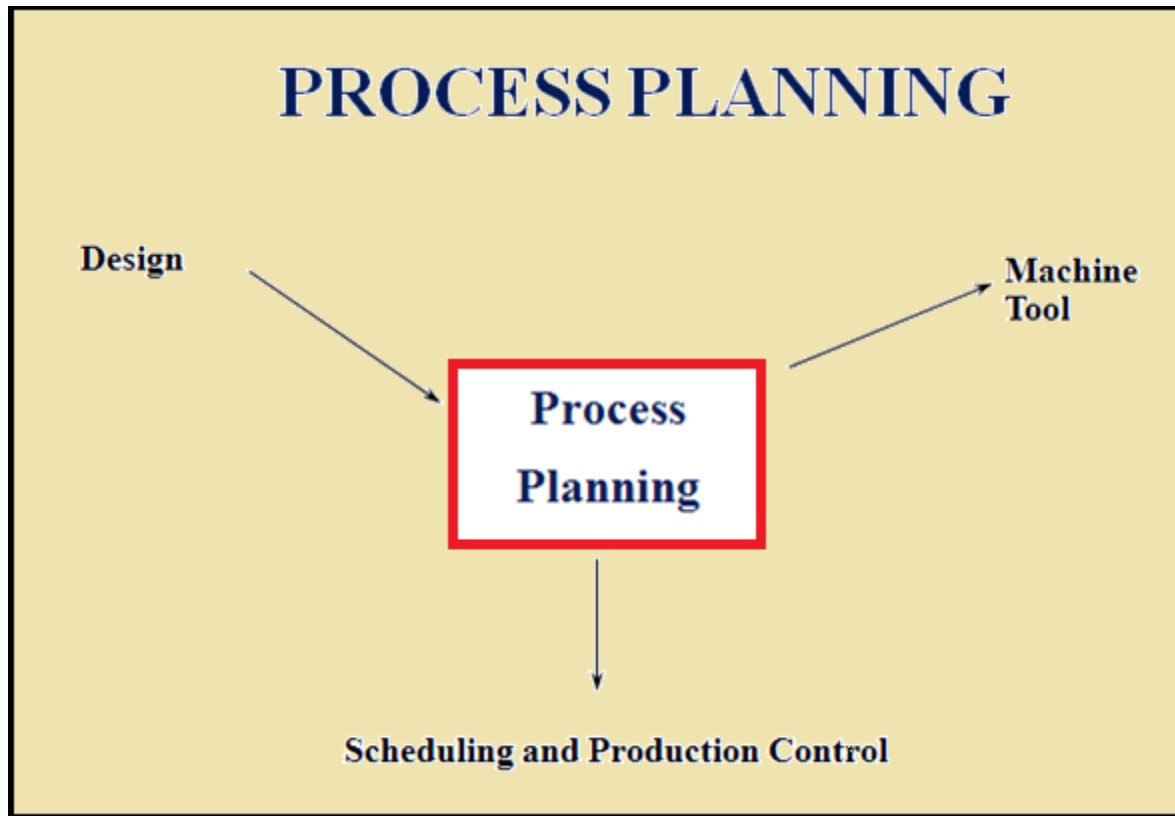 PROCESS PLANNING
Design
Machine
Tool
Process
Planning
Scheduling and Production Control